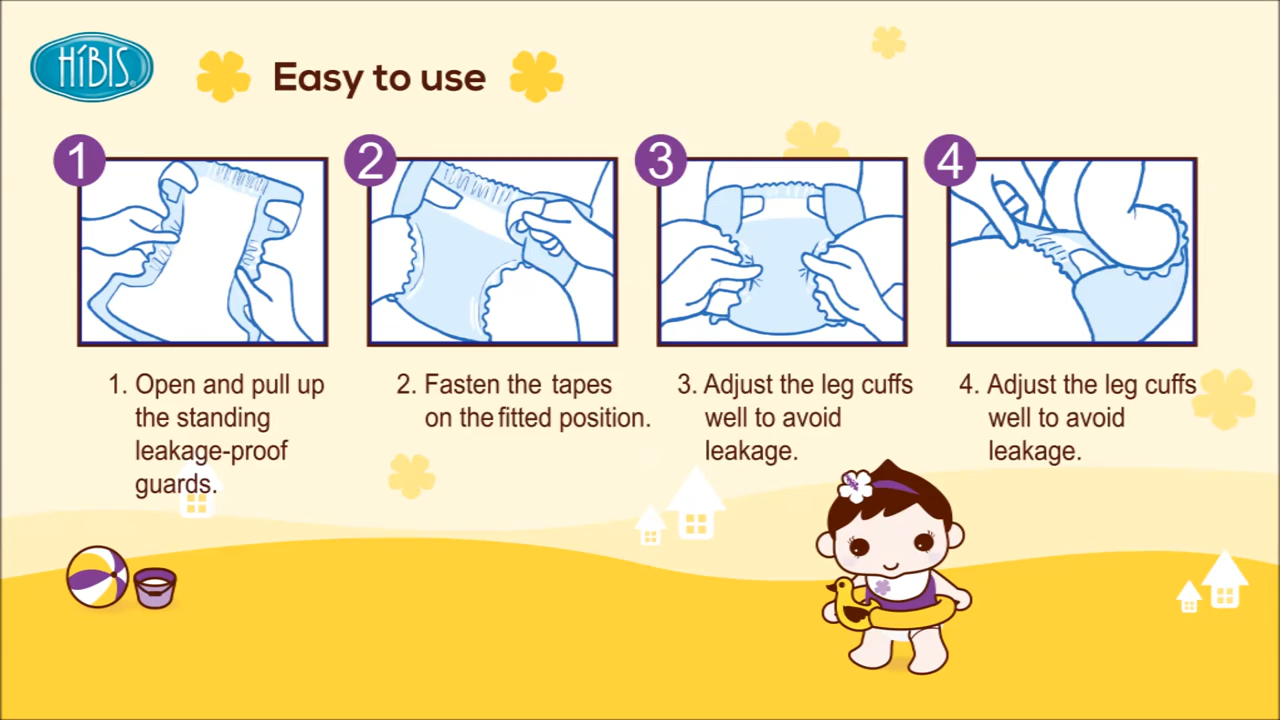 HíBIS
Easy to use
1
2
3
4
1. Open and pull up
the standing
leakage-proof
guards.
2. Fasten the tapes
on the fitted position.
3. Adjust the leg cuffs
well to avoid
leakage.
4. Adjust the leg cuffs
well to avoid
leakage.